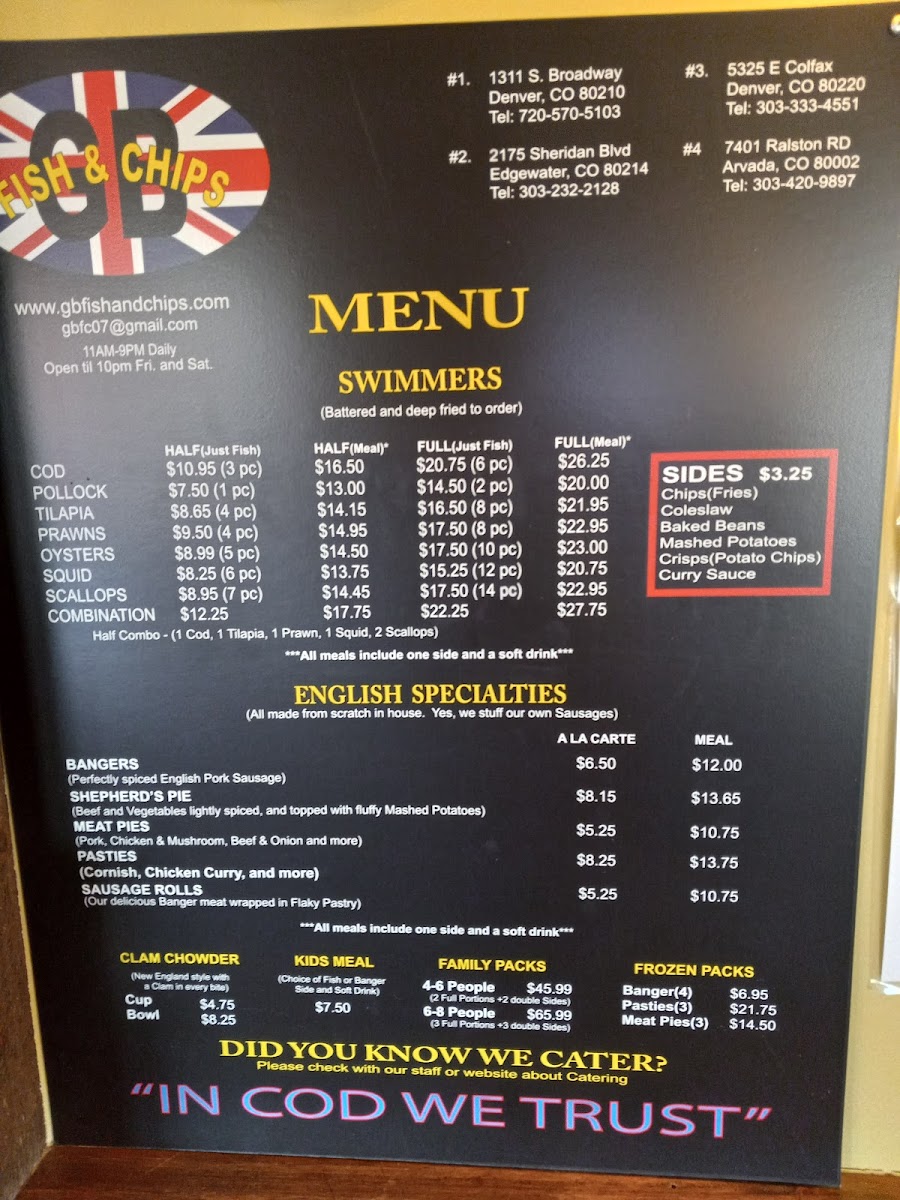 GB
FISH & CHIPS
#1. 1311 S. Broadway
Denver, CO 80210
Tel: 720-570-5103
#2. 2175 Sheridan Blvd
Edgewater, CO 80214
Tel: 303-232-2128
#3. 5325 E Colfax
Denver, CO 80220
Tel: 303-333-4551
#4 7401 Ralston RD
Arvada, CO 80002
Tel: 303-420-9897
www.gbfishandchips.com
gbfc07@gmail.com
11AM-9PM Daily
Open til 10pm Fri. and Sat.
MENU
SWIMMERS
(Battered and deep fried to order)
HALF(Just Fish) HALF(Meal)* FULL(Just Fish) FULL(Meal)*
COD $10.95 (3 pc) $16.50 $20.75 (6 pc) $26.25
POLLOCK $7.50 (1 pc) $13.00 $14.50 (2 pc) $20.00
TILAPIA $8.65 (4 pc) $14.15 $16.50 (8 pc) $21.95
PRAWNS $9.50 (4 pc) $14.95 $17.50 (8 pc) $22.95
OYSTERS $8.99 (5 pc) $14.50 $17.50 (10 pc) $23.00
SQUID $8.25 (6 pc) $13.75 $15.25 (12 pc) $20.75
SCALLOPS $8.95 (7 pc) $14.45 $17.50 (14 pc) $22.95
COMBINATION $12.25 $17.75 $22.25 $27.75
Half Combo - (1 Cod, 1 Tilapia, 1 Prawn, 1 Squid, 2 Scallops)
***All meals include one side and a soft drink***
SIDES $3.25
Chips(Fries)
Coleslaw
Baked Beans
Mashed Potatoes
Crisps(Potato Chips)
Curry Sauce
ENGLISH SPECIALTIES
(All made from scratch in house. Yes, we stuff our own Sausages)
A LA CARTE MEAL
BANGERS $6.50 $12.00
(Perfectly spiced English Pork Sausage)
SHEPHERD'S PIE $8.15 $13.65
(Beef and Vegetables lightly spiced, and topped with fluffy Mashed Potatoes)
MEAT PIES $5.25 $10.75
(Pork, Chicken & Mushroom, Beef & Onion and more)
PASTIES $8.25 $13.75
(Cornish, Chicken Curry, and more)
SAUSAGE ROLLS $5.25 $10.75
(Our delicious Banger meat wrapped in Flaky Pastry)
***All meals include one side and a soft drink***
CLAM CHOWDER
(New England style with
a Clam in every bite)
Cup $4.75
Bowl $8.25
KIDS MEAL
(Choice of Fish or Banger
Side and Soft Drink)
$7.50
FAMILY PACKS
4-6 People $45.99
(2 Full Portions +2 double Sides)
6-8 People $65.99
(3 Full Portions +3 double Sides)
FROZEN PACKS
Banger(4) $6.95
Pasties(3) $21.75
Meat Pies(3) $14.50
DID YOU KNOW WE CATER?
Please check with our staff or website about Catering
"IN COD WE TRUST"